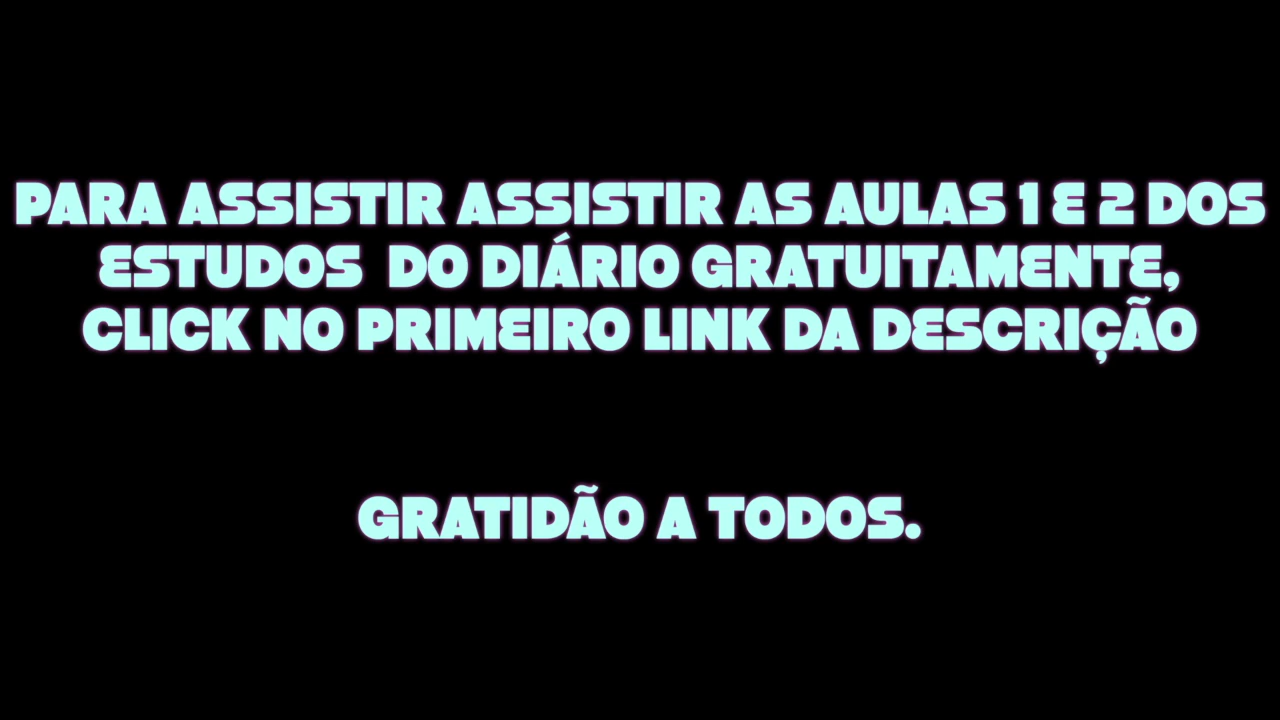 PARA ASSISTIR ASSISTIR AS AULAS 1 E 2 DOS
ESTUDOS DO DIÁRIO GRATUITAMENTE,
CLICK NO PRIMEIRO LINK DA DESCRIÇÃO
GRATIDÃO A TODOS.